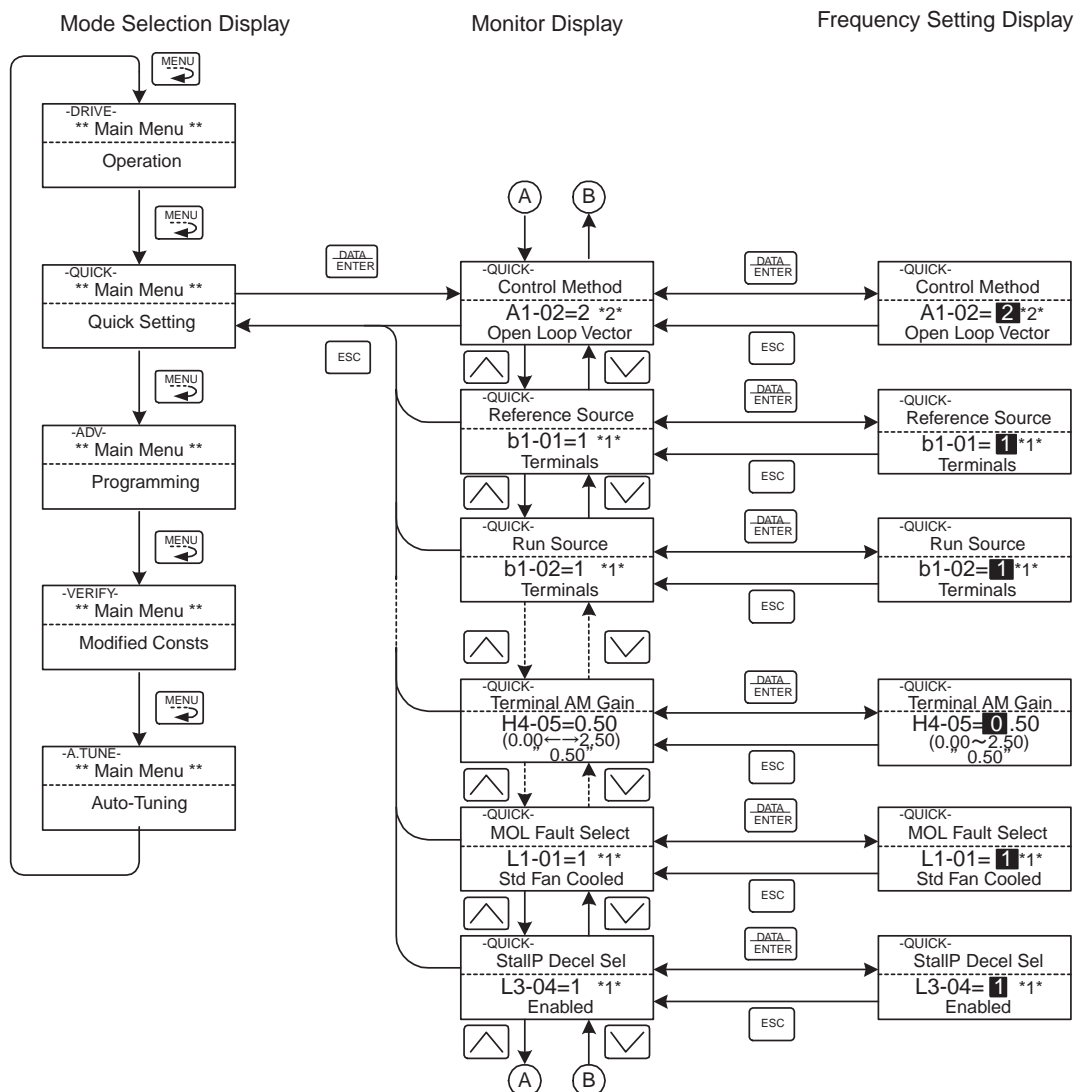 Mode Selection Display
Monitor Display
Frequency Setting Display
MENU
-DRIVE-
** Main Menu **
Operation
MENU
-QUICK-
** Main Menu **
Quick Setting
MENU
-ADV-
** Main Menu **
Programming
MENU
-VERIFY-
** Main Menu **
Modified Consts
MENU
-A.TUNE-
** Main Menu **
Auto-Tuning
DATA
ENTER
ESC
A
B
-QUICK-
Control Method
A1-02=2 *2*
Open Loop Vector
DATA
ENTER
ESC
-QUICK-
Control Method
A1-02= 2 *2*
Open Loop Vector
-QUICK-
Reference Source
b1-01=1 *1*
Terminals
DATA
ENTER
ESC
-QUICK-
Reference Source
b1-01= 1 *1*
Terminals
-QUICK-
Run Source
b1-02=1 *1*
Terminals
DATA
ENTER
ESC
-QUICK-
Run Source
b1-02= 1 *1*
Terminals
-QUICK-
Terminal AM Gain
H4-05=0.50
(0.00←→2.50)
” 0.50”
DATA
ENTER
ESC
-QUICK-
Terminal AM Gain
H4-05= 0 .50
(0.00~2.50)
” 0.50”
-QUICK-
MOL Fault Select
L1-01=1 *1*
Std Fan Cooled
DATA
ENTER
ESC
-QUICK-
MOL Fault Select
L1-01= 1 *1*
Std Fan Cooled
-QUICK-
StallP Decel Sel
L3-04=1 *1*
Enabled
DATA
ENTER
ESC
-QUICK-
StallP Decel Sel
L3-04= 1 *1*
Enabled
A
B